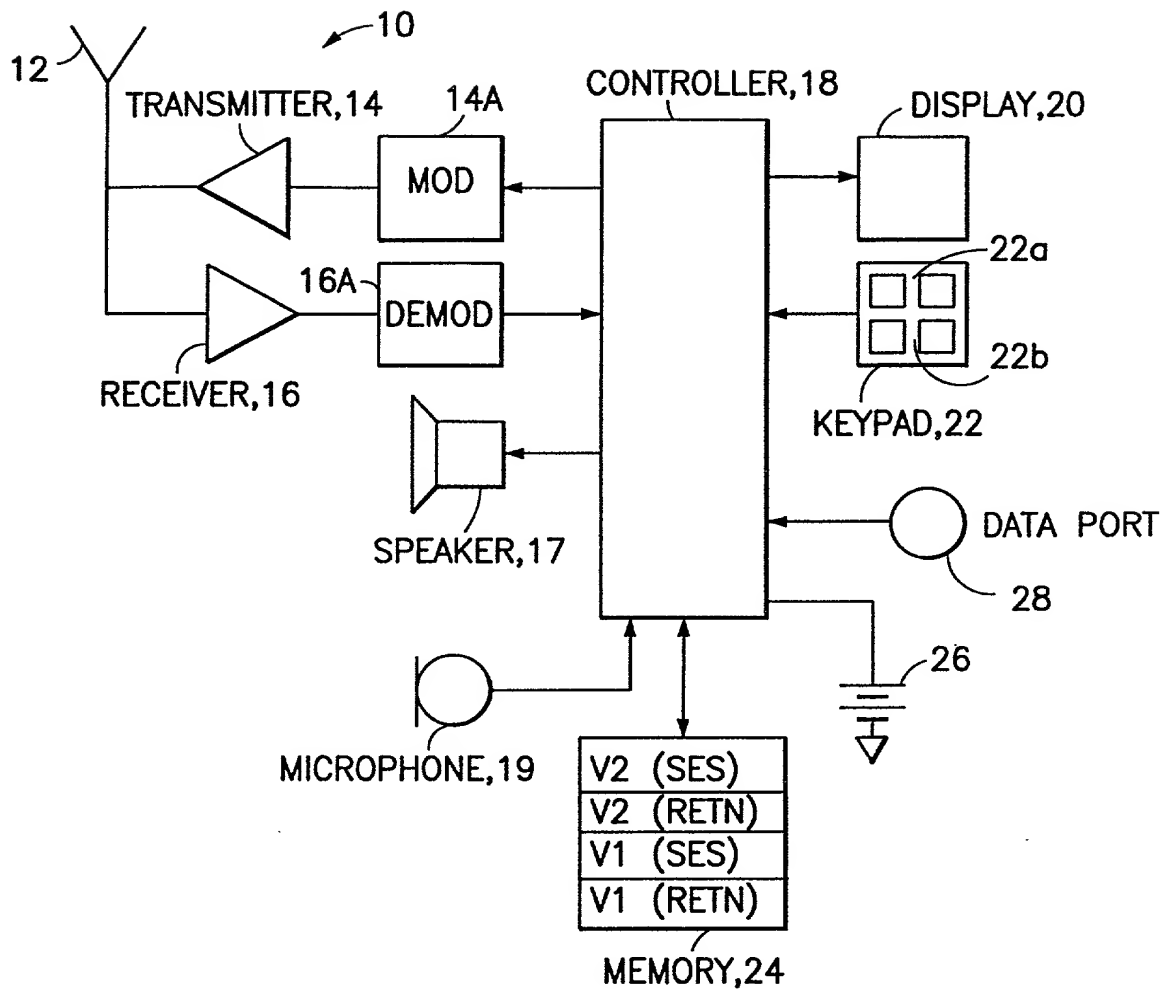 10
12
TRANSMITTER,14
14A
MOD
CONTROLLER,18
DISPLAY,20
16A
DEMOD
RECEIVER,16
22a
22b
KEYPAD,22
SPEAKER,17
DATA PORT
28
26
MICROPHONE,19
V2 (SES)
V2 (RETN)
V1 (SES)
V1 (RETN)
MEMORY,24